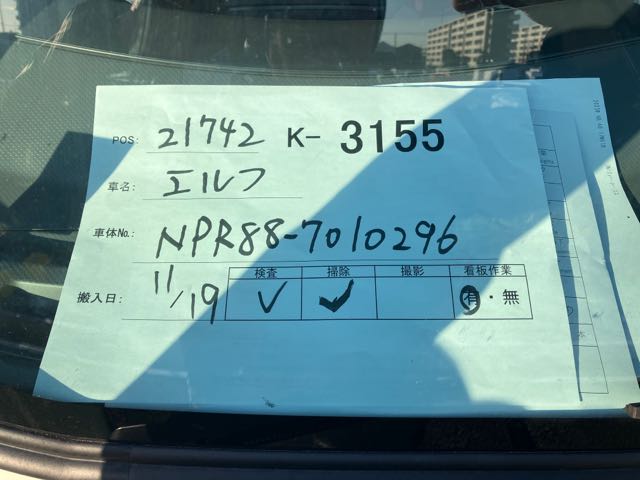 POS: 21742 K- 3155
車名: エルフ
車体No.: NPR88-7010296
搬入日: 11/19
検査 掃除 撮影 看板作業
✓ ✓ 有・無